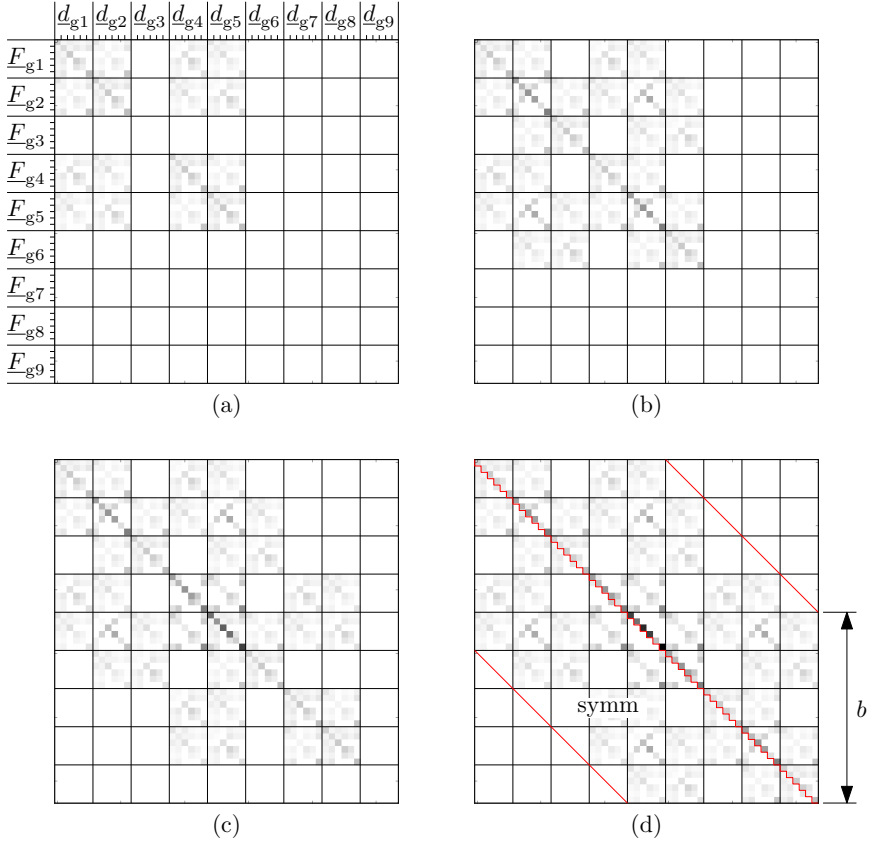 d_g1 d_g2 d_g3 d_g4 d_g5 d_g6 d_g7 d_g8 d_g9
F_g1
F_g2
F_g3
F_g4
F_g5
F_g6
F_g7
F_g8
F_g9
(a) (b)
symm
b
(c) (d)